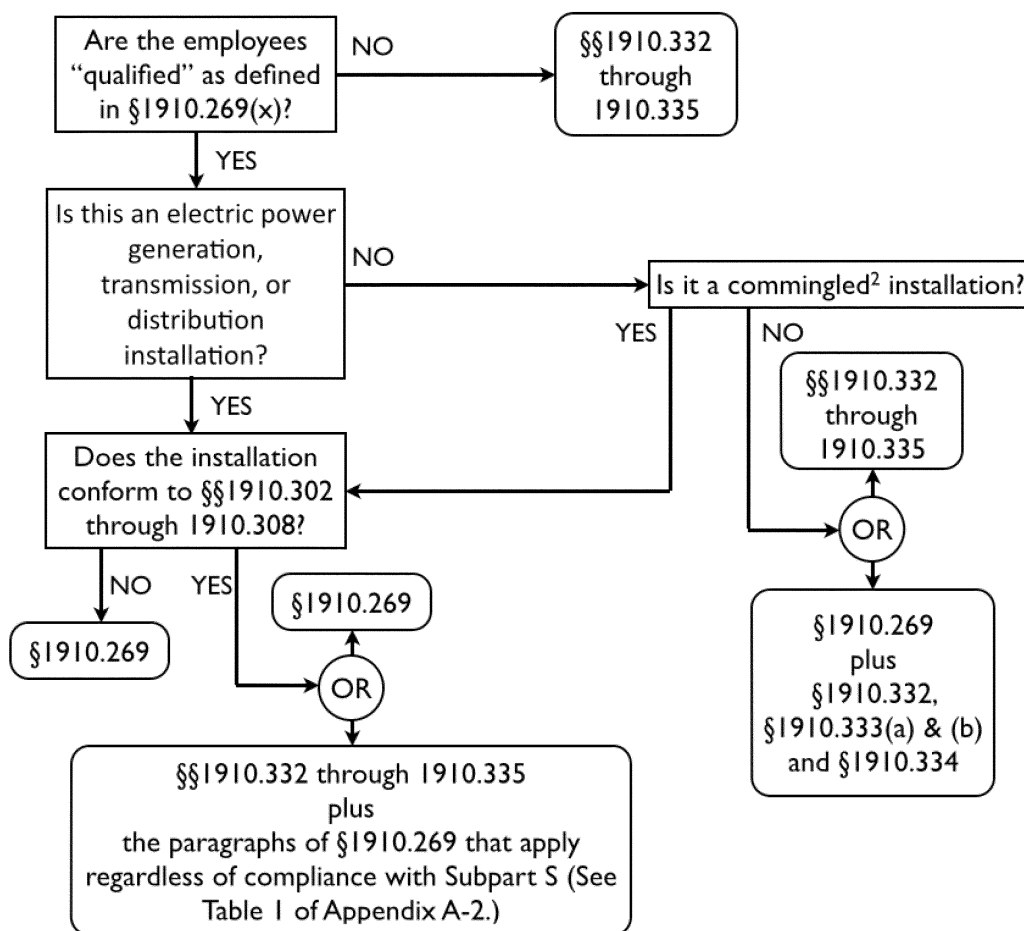 Are the employees
“qualified” as defined
in §1910.269(x)?
NO
§§1910.332
through
1910.335
YES
Is this an electric power
generation,
transmission, or
distribution
installation?
NO
Is it a commingled² installation?
YES
NO
§§1910.332
through
1910.335
OR
§1910.269
plus
§1910.332,
§1910.333(a) & (b)
and §1910.334
YES
Does the installation
conform to §§1910.302
through 1910.308?
NO
§1910.269
YES
§1910.269
OR
§§1910.332 through 1910.335
plus
the paragraphs of §1910.269 that apply
regardless of compliance with Subpart S (See
Table 1 of Appendix A-2.)